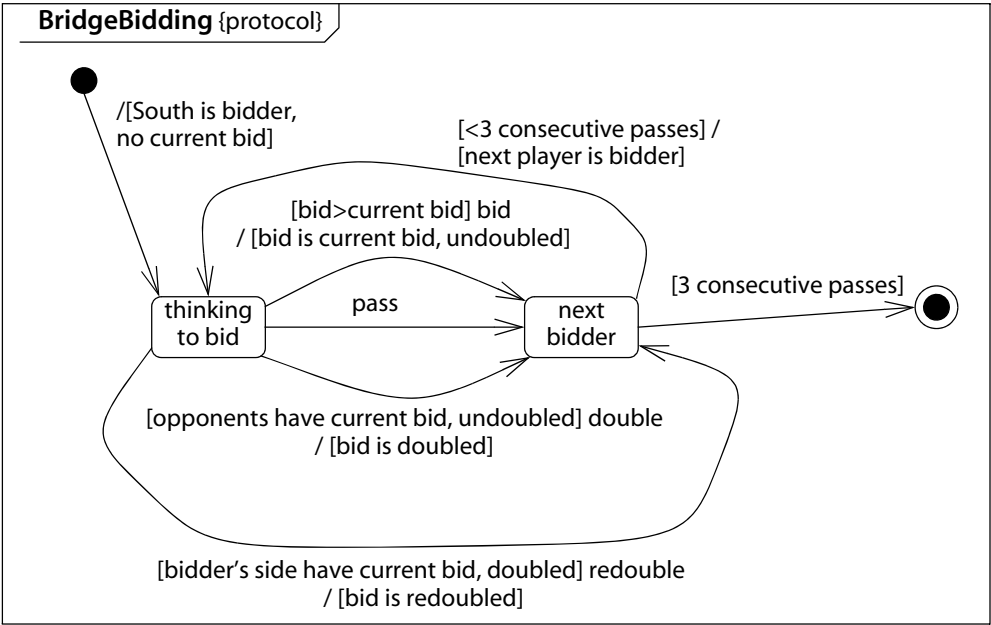 BridgeBidding {protocol}
/[South is bidder,
no current bid]
[<3 consecutive passes] /
[next player is bidder]
[bid>current bid] bid
/ [bid is current bid, undoubled]
[3 consecutive passes]
thinking
to bid
pass
next
bidder
[opponents have current bid, undoubled] double
/ [bid is doubled]
[bidder's side have current bid, doubled] redouble
/ [bid is redoubled]